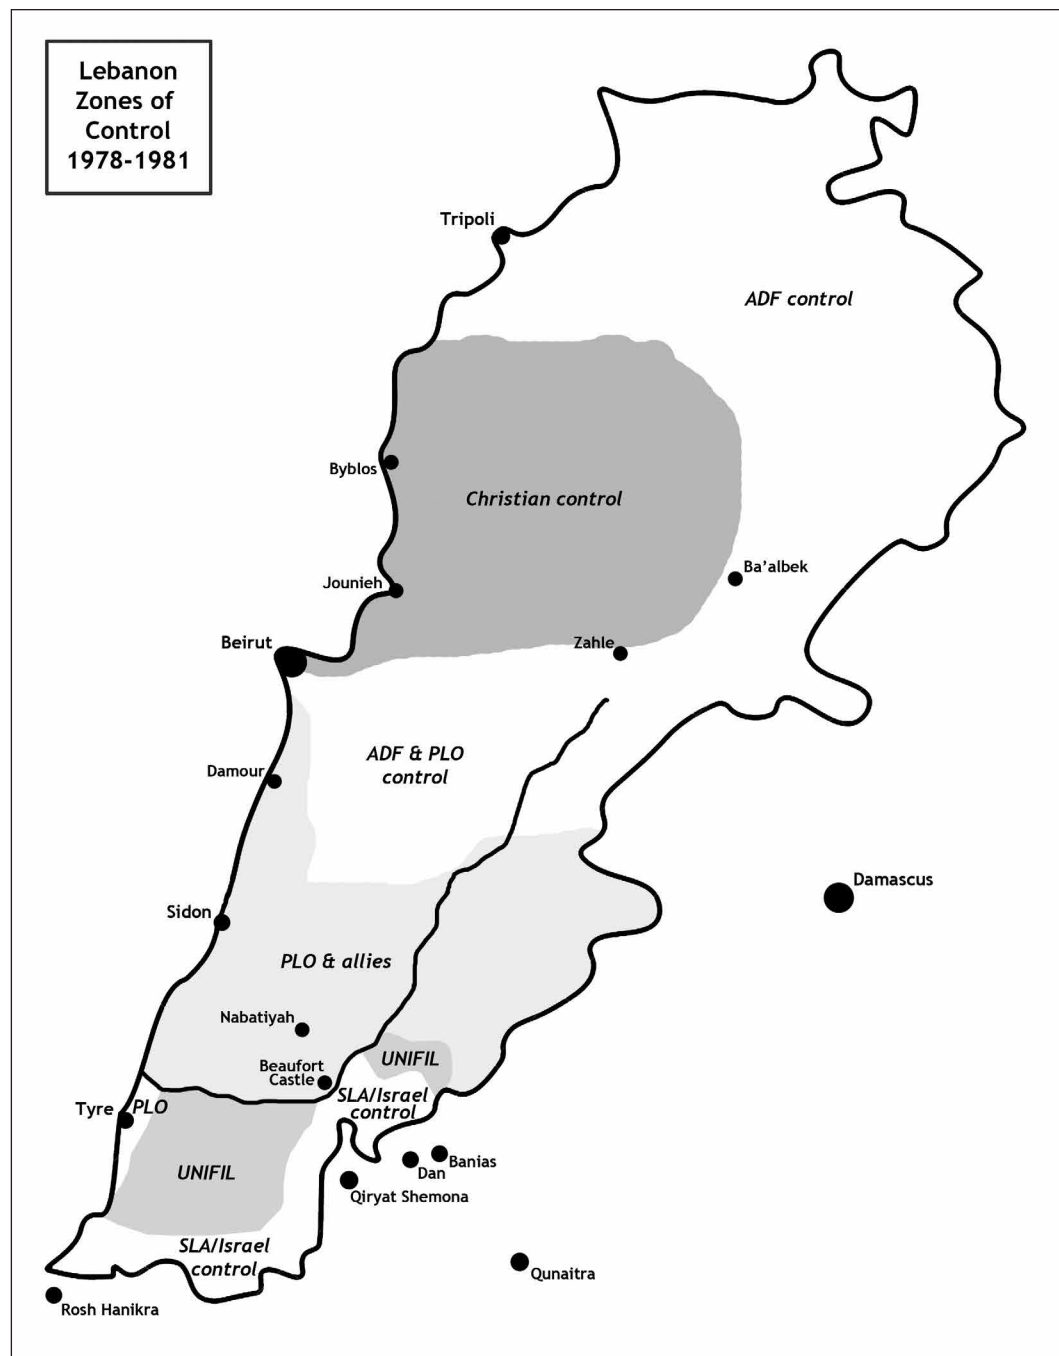 Lebanon
Zones of
Control
1978-1981
Tripoli
ADF control
Byblos
Christian control
Jounieh
Ba’albek
Beirut
Zahle
ADF & PLO
control
Damour
Damascus
Sidon
PLO & allies
Nabatiyah
UNIFIL
Beaufort
Castle
SLA/Israel
control
Tyre
PLO
UNIFIL
Banias
Dan
Qiryat Shemona
SLA/Israel
control
Qunaitra
Rosh Hanikra